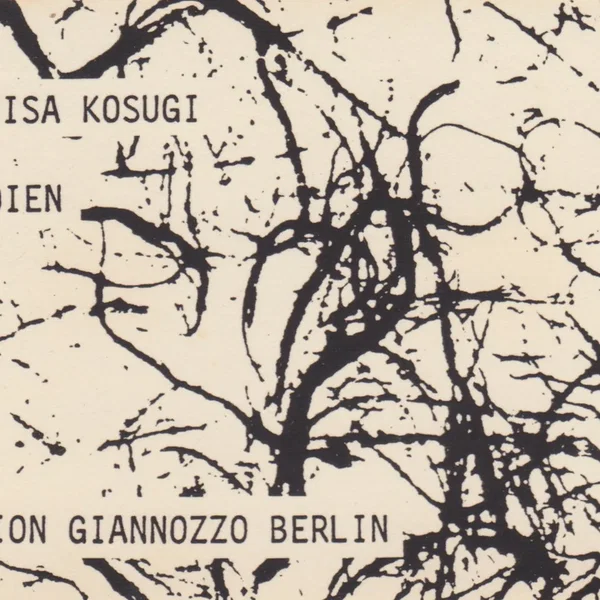 ISA KOSUGI
DIEN
ION GIANNOZZO BERLIN